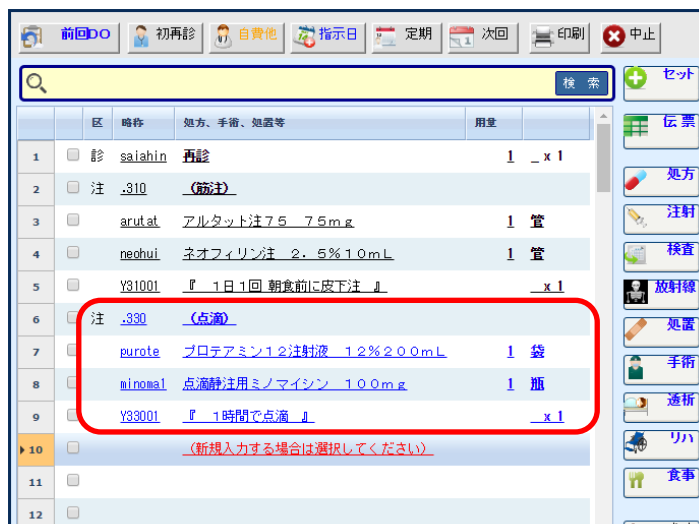 前回DO 初再診 自費他 指示日 定期 次回 印刷 中止
検 索
セット
区 略称 処方、手術、処置等 用量
伝票
1 診 saiahin 再診 1 _ x 1
2 注 .310 (筋注)
処方
3 arutat アルタット注75 75mg 1 管
注射
4 neohui ネオフィリン注 2.5%10mL 1 管
検査
5 Y31001 『 1日1回 朝食前に皮下注 』 _ x 1
放射線
6 注 .330 (点滴)
処置
7 purote プロテアミン12注射液 12%200mL 1 袋
手術
8 minoma1 点滴静注用ミノマイシン 100mg 1 瓶
透析
9 Y33001 『 1時間で点滴 』 _ x 1
リハ
10 (新規入力する場合は選択してください)
食事
11
12